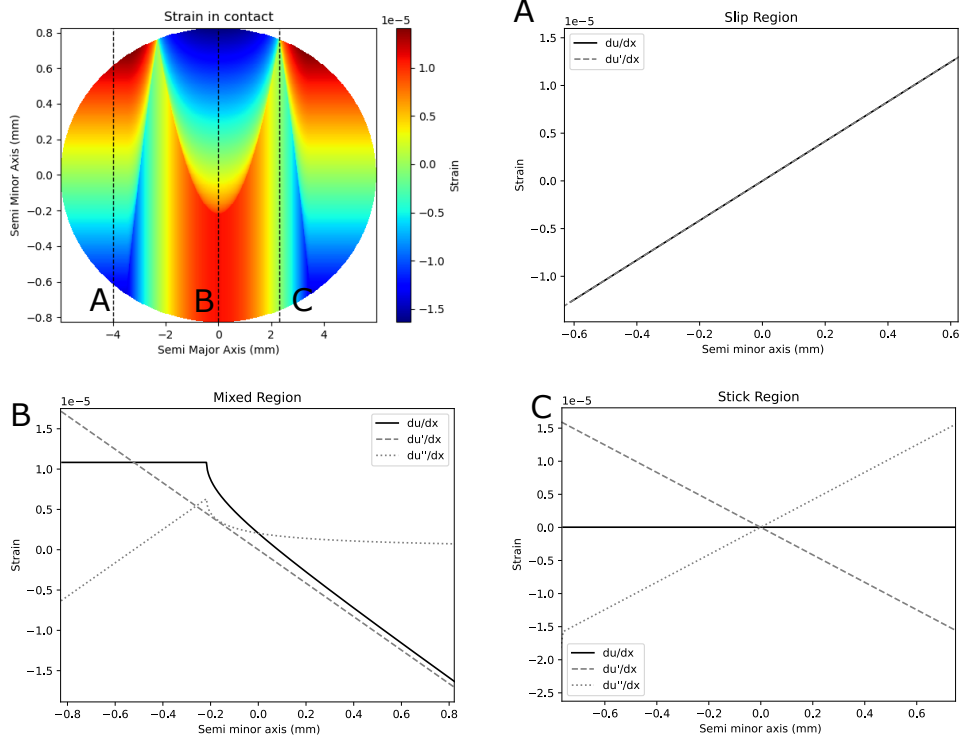 Strain in contact
1e−5
0.8
0.6
0.4
0.2
0.0
−0.2
−0.4
−0.6
−0.8
Semi Minor Axis (mm)
−4
−2
0
2
4
Semi Major Axis (mm)
A
B
C
1.0
0.5
0.0
−0.5
−1.0
−1.5
Strain
A
Slip Region
1e−5
du/dx
du'/dx
1.5
1.0
0.5
0.0
−0.5
−1.0
Strain
−0.6
−0.4
−0.2
0.0
0.2
0.4
0.6
Semi minor axis (mm)
B
Mixed Region
1e−5
du/dx
du'/dx
du''/dx
1.5
1.0
0.5
0.0
−0.5
−1.0
−1.5
Strain
−0.8
−0.6
−0.4
−0.2
0.0
0.2
0.4
0.6
0.8
Semi minor axis (mm)
C
Stick Region
1e−5
1.5
1.0
0.5
0.0
−0.5
−1.0
−1.5
−2.0
−2.5
Strain
du/dx
du'/dx
du''/dx
−0.6
−0.4
−0.2
0.0
0.2
0.4
0.6
Semi minor axis (mm)